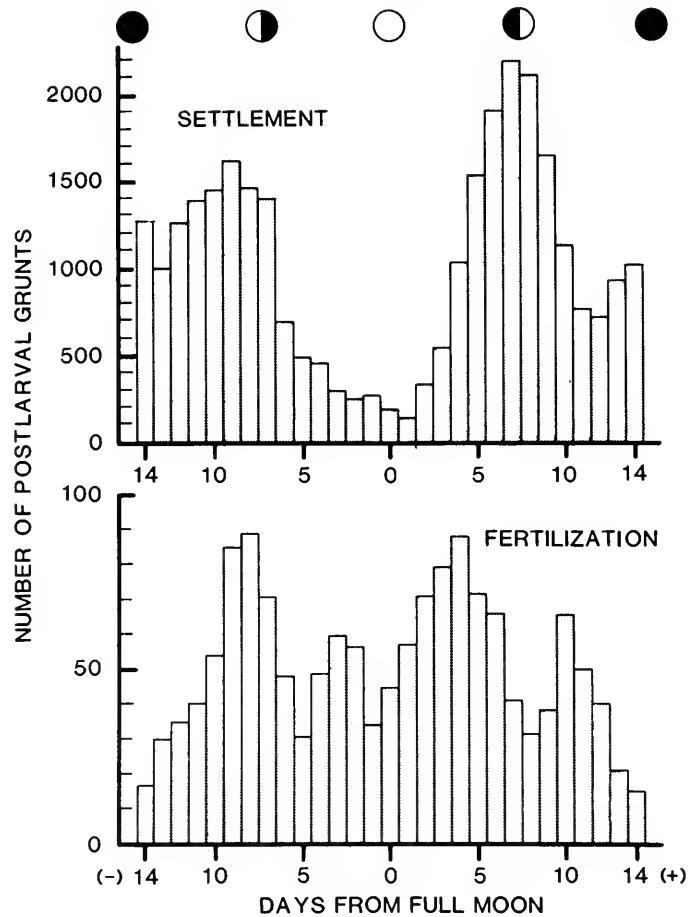 SETTLEMENT
2000
1500
1000
500
0
14 10 5 0 5 10 14
NUMBER OF POSTLARVAL GRUNTS
100
FERTILIZATION
50
0
(-) 14 10 5 0 5 10 14 (+)
DAYS FROM FULL MOON